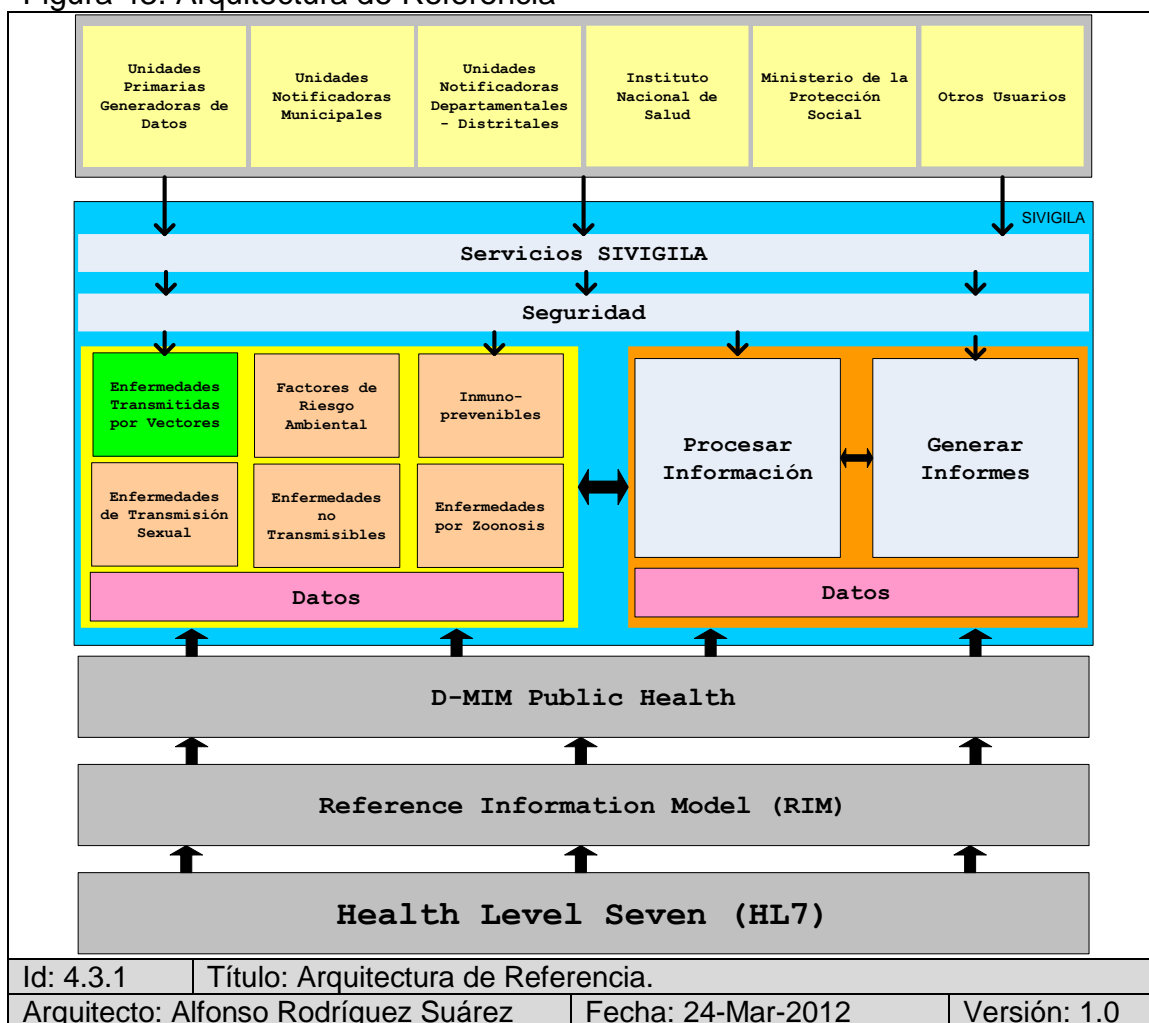 Figura 48. Arquitectura de Referencia
Unidades
Primarias
Generadoras de
Datos
Unidades
Notificadoras
Municipales
Unidades
Notificadoras
Departamentales
- Distritales
Instituto
Nacional de
Salud
Ministerio de la
Protección
Social
Otros Usuarios
SIVIGILA
Servicios SIVIGILA
Seguridad
Enfermedades
Transmitidas
por Vectores
Factores de
Riesgo
Ambiental
Inmuno-
prevenibles
Enfermedades
de Transmisión
Sexual
Enfermedades
no
Transmisibles
Enfermedades
por Zoonosis
Datos
Procesar
Información
Generar
Informes
Datos
D-MIM Public Health
Reference Information Model (RIM)
Health Level Seven (HL7)
Id: 4.3.1 Título: Arquitectura de Referencia.
Arquitecto: Alfonso Rodríguez Suárez Fecha: 24-Mar-2012 Versión: 1.0